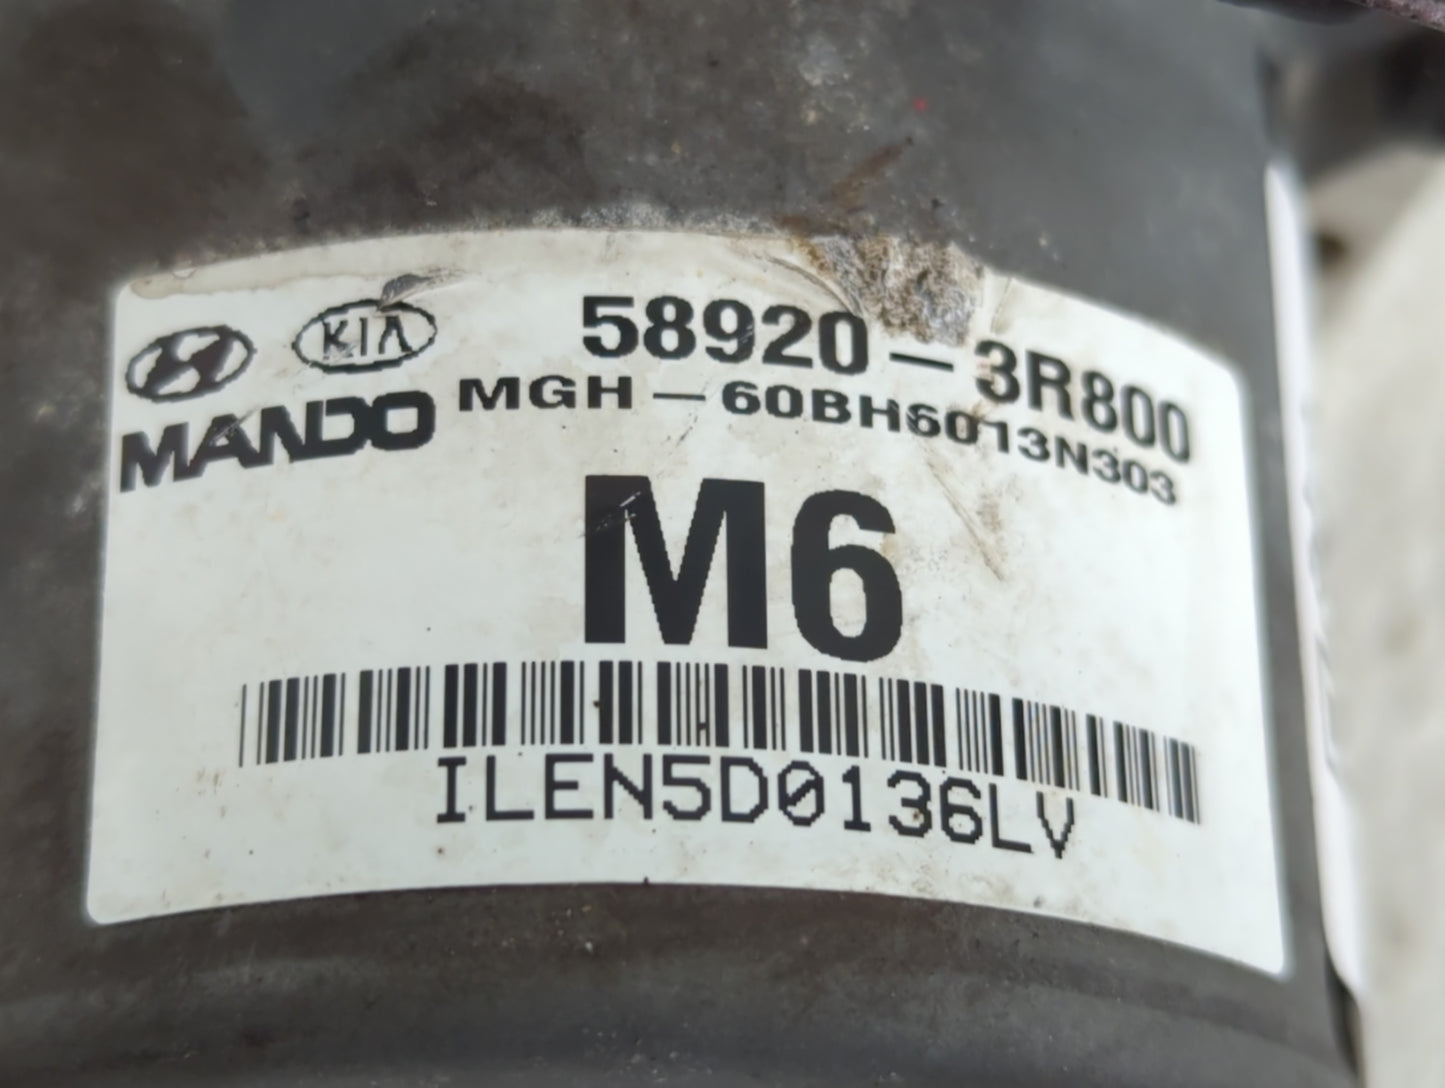 KIA 58920-3R800
MANDO MGH-60BH6013N303
M6
ILEN5D0136LV